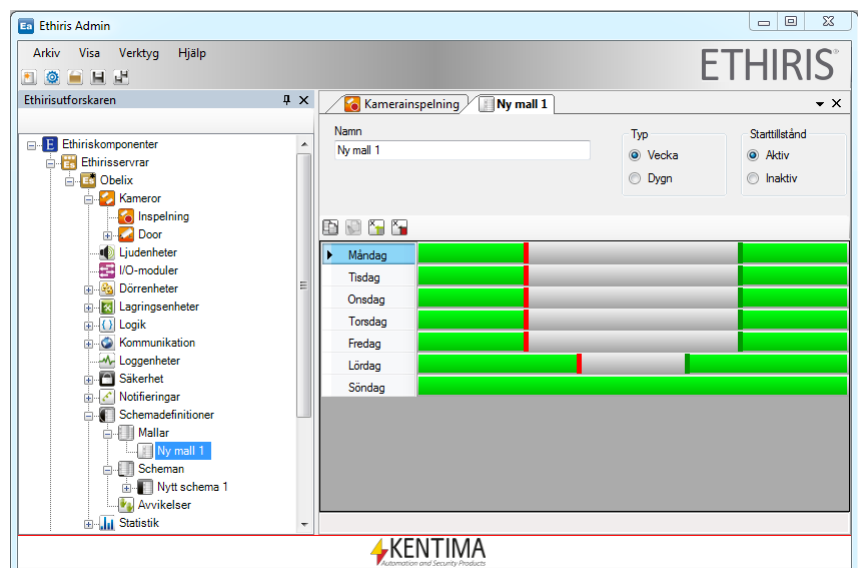 Ea Ethiris Admin
Arkiv Visa Verktyg Hjälp
ETHIRIS®
Ethirisutforskaren
Ethiriskomponenter
Ethirisservrar
Obelix
Kameror
Inspelning
Door
Ljudenheter
I/O-moduler
Dörrenheter
Lagringsenheter
Logik
Kommunikation
Loggenheter
Säkerhet
Notifieringar
Schemadefinitioner
Mallar
Ny mall 1
Scheman
Nytt schema 1
Avvikelser
Statistik
Kamerainspelning Ny mall 1
Namn
Ny mall 1
Typ
Vecka
Dygn
Starttillstånd
Aktiv
Inaktiv
Måndag
Tisdag
Onsdag
Torsdag
Fredag
Lördag
Söndag
KENTIMA
Automation and Security Products